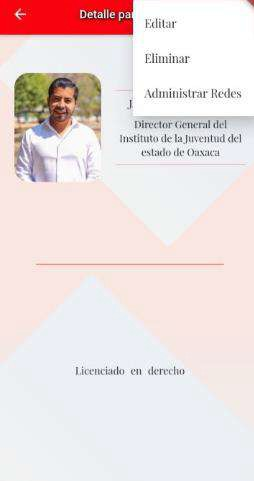 Detalle
Editar
Eliminar
Administrar Redes
Director General del
Instituto de la Juventud del
estado de Oaxaca
Licenciado en derecho